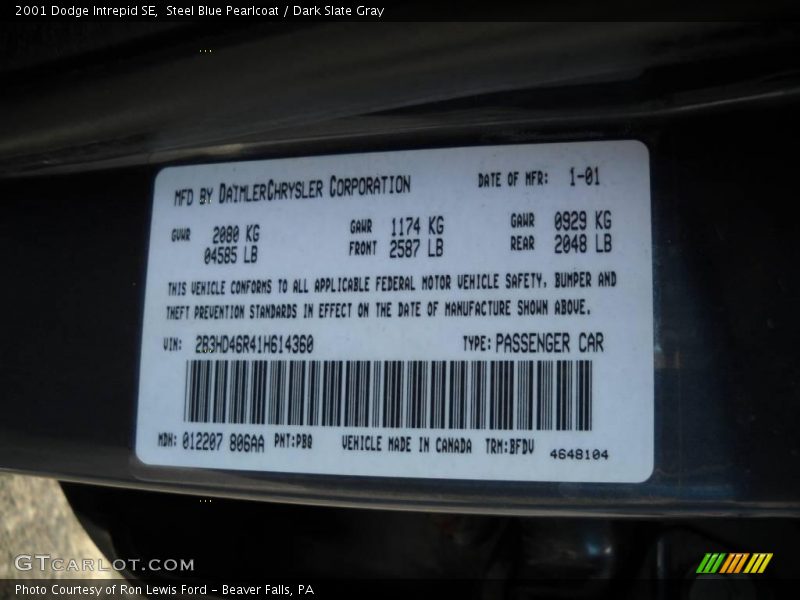 2001 Dodge Intrepid SE,  Steel Blue Pearlcoat / Dark Slate Gray
MFD BY DAIMLERCHRYSLER CORPORATION DATE OF MFR: 1-01
GVWR 2080 KG GAWR 1174 KG GAWR 0929 KG
04585 LB FRONT 2587 LB REAR 2048 LB
THIS VEHICLE CONFORMS TO ALL APPLICABLE FEDERAL MOTOR VEHICLE SAFETY, BUMPER AND
THEFT PREVENTION STANDARDS IN EFFECT ON THE DATE OF MANUFACTURE SHOWN ABOVE.
VIN: 2B3HD46R41H614360 TYPE: PASSENGER CAR
MDH: 012207 806AA PNT:PBQ VEHICLE MADE IN CANADA TRM:BFDV 4648104
GTCARLOT.COM
Photo Courtesy of Ron Lewis Ford - Beaver Falls, PA